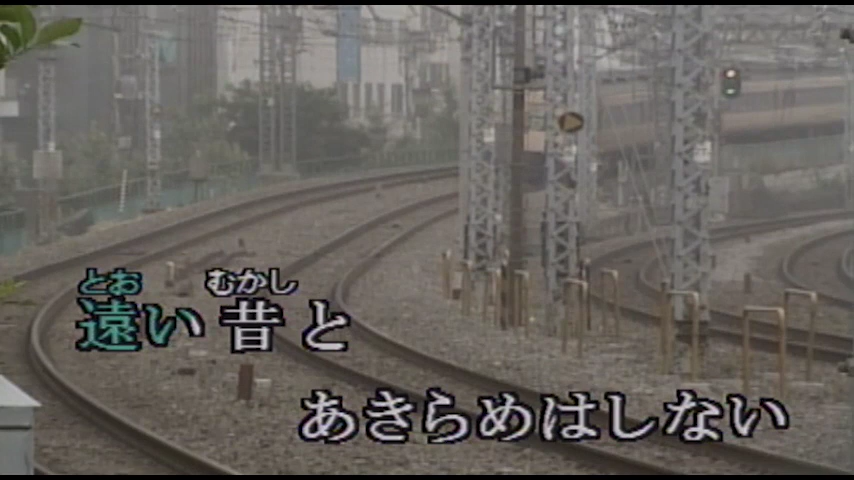 とお むかし
遠い昔と
あきらめはしない